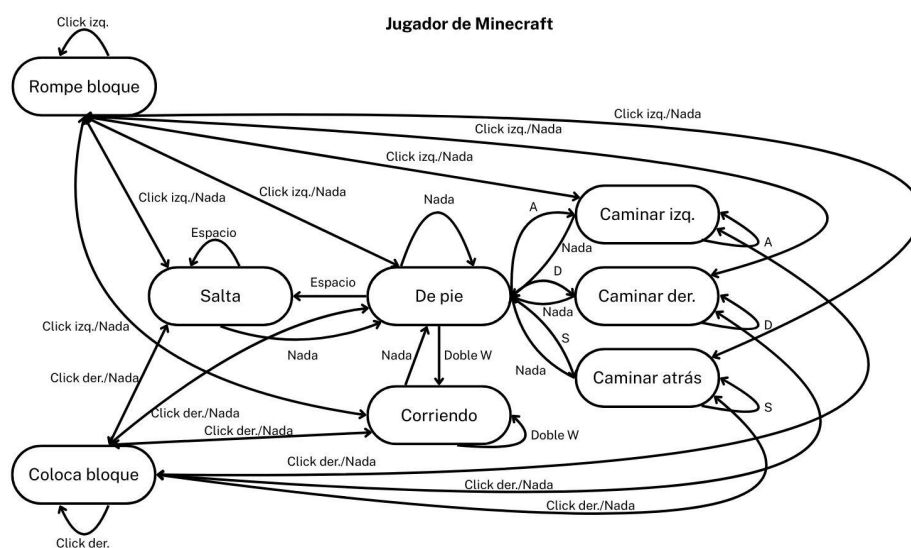 Jugador de Minecraft
Click izq.
Rompe bloque
Click izq./Nada
Click izq./Nada
Click izq./Nada
Click izq./Nada
Click izq./Nada
Nada
A
Caminar izq.
Nada
A
Espacio
Salta
Espacio
De pie
D
Nada
Caminar der.
D
Click izq./Nada
Nada
Nada
Doble W
S
Nada
Caminar atrás
S
Click der./Nada
Click der./Nada
Corriendo
Doble W
Click der./Nada
Click der./Nada
Coloca bloque
Click der./Nada
Click der./Nada
Click der.